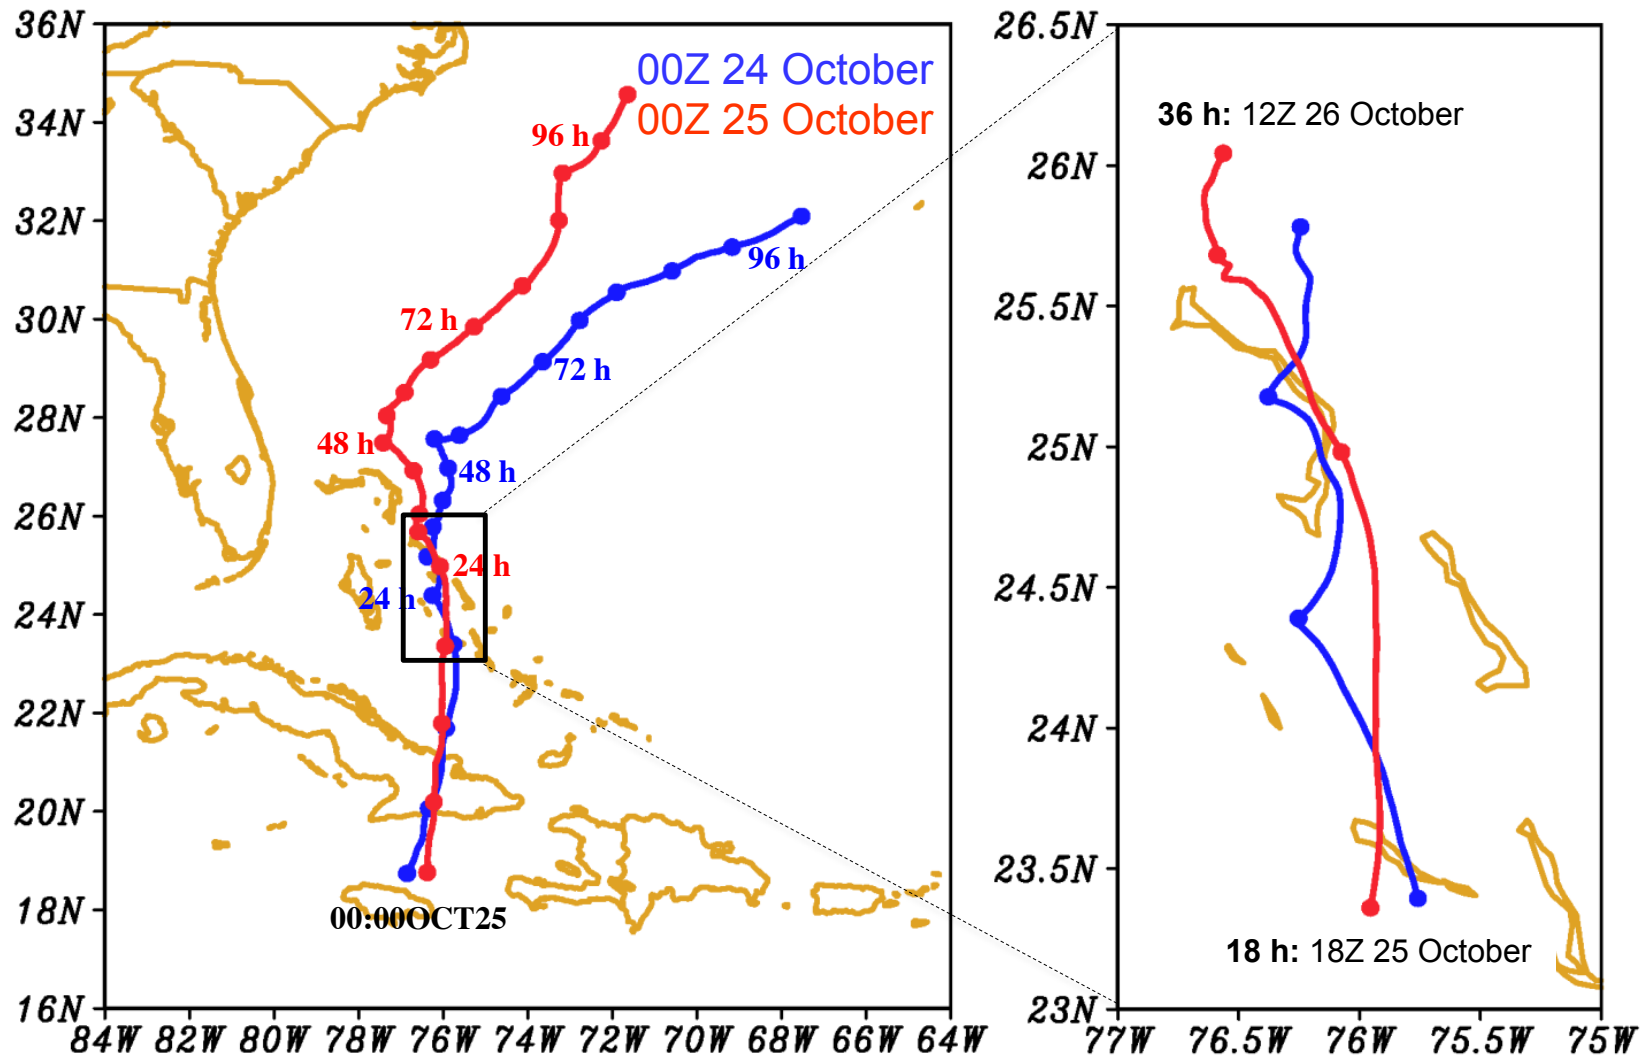 36N
34N
32N
30N
28N
26N
24N
22N
20N
18N
16N
84W 82W 80W 78W 76W 74W 72W 70W 68W 66W 64W
00Z 24 October
00Z 25 October
96 h
96 h
72 h
72 h
48 h
48 h
24 h
24 h
00:00OCT25
26.5N
26N
25.5N
25N
24.5N
24N
23.5N
23N
77W 76.5W 76W 75.5W 75W
36 h: 12Z 26 October
18 h: 18Z 25 October